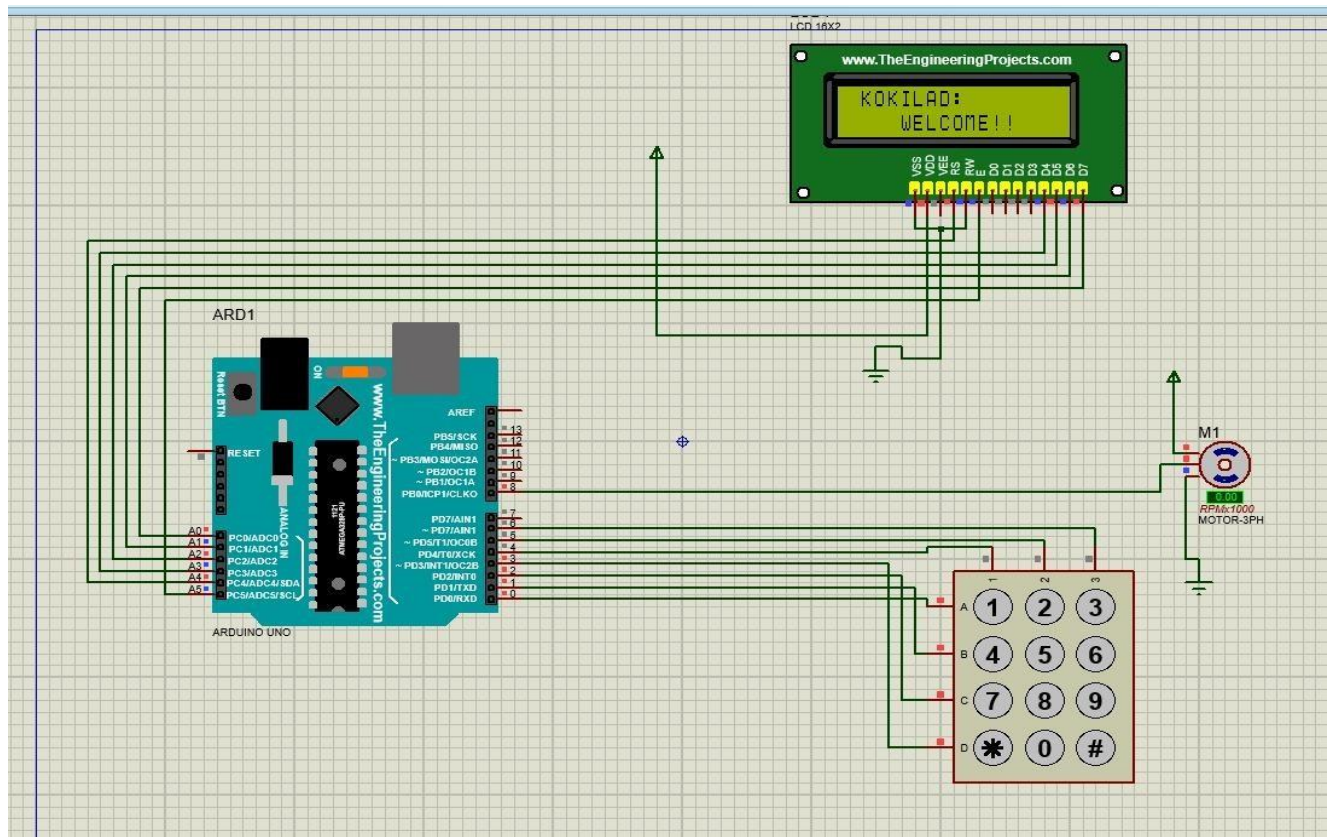 LCD 16X2
www.TheEngineeringProjects.com
KOKILAD:
WELCOME!!
VSS
VDD
VEE
RS
RW
E
D0
D1
D2
D3
D4
D5
D6
D7
ARD1
Reset BTN
ON
www.TheEngineeringProjects.com
RESET
ANALOG IN
1121
ATMEGA328P-PU
AREF
PB5/SCK
PB4/MISO
~ PB3/MOSI/OC2A
~ PB2/OC1B
~ PB1/OC1A
PB0/ICP1/CLKO
13
12
11
10
9
8
PD7/AIN1
~ PD7/AIN1
~ PD5/T1/OC0B
PD4/T0/XCK
~ PD3/INT1/OC2B
PD2/INT0
PD1/TXD
PD0/RXD
7
6
5
4
3
2
1
0
A0
A1
A2
A3
A4
A5
PC0/ADC0
PC1/ADC1
PC2/ADC2
PC3/ADC3
PC4/ADC4/SDA
PC5/ADC5/SCL
ARDUINO UNO
M1
0.00
RPMx1000
MOTOR-3PH
1
2
3
A
1 2 3
B
4 5 6
C
7 8 9
D
* 0 #